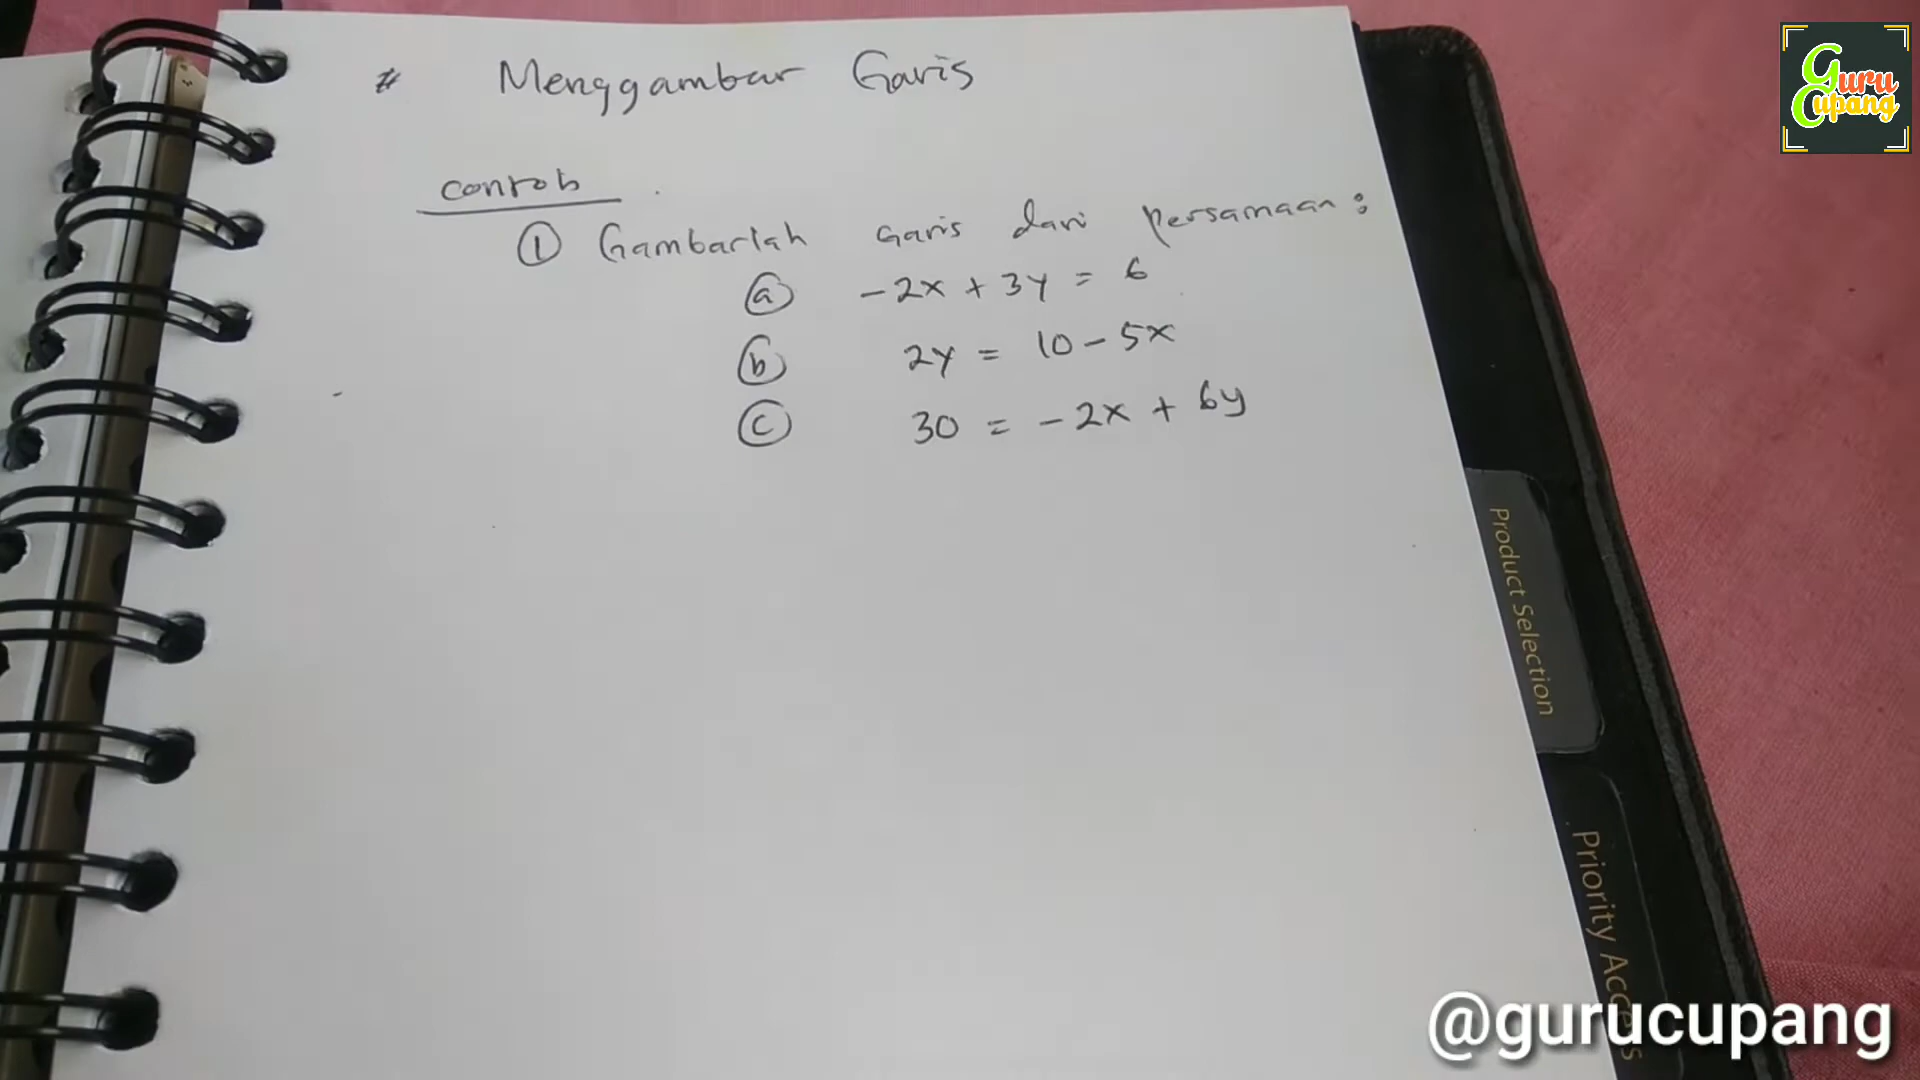 # Menggambar Garis
contoh
① Gambarlah garis dari persamaan:
ⓐ -2x + 3y = 6
ⓑ 2y = 10 - 5x
ⓒ 30 = -2x + 6y
Guru
Cupang
Product Selection
Priority Access
@gurucupang